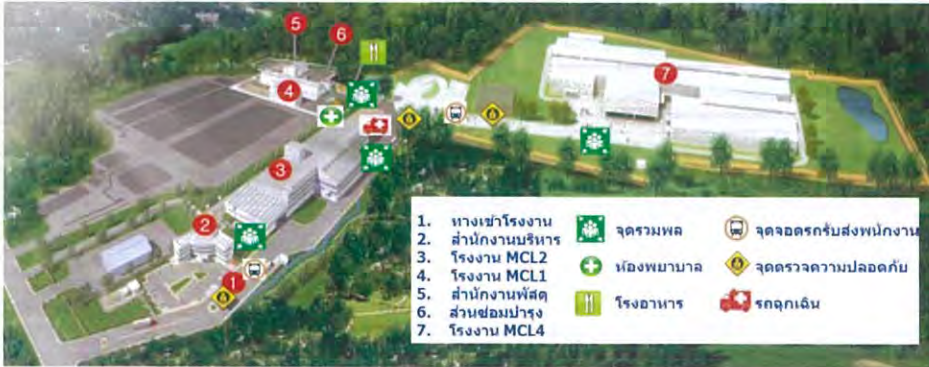 5
6
4
7
3
2
1
1. ทางเข้าโรงงาน
2. สำนักงานบริหาร
3. โรงงาน MCL2
4. โรงงาน MCL1
5. สำนักงานพัสดุ
6. ส่วนซ่อมบำรุง
7. โรงงาน MCL4
จุดรวมพล
ห้องพยาบาล
โรงอาหาร
จุดจอดรถรับส่งพนักงาน
จุดตรวจความปลอดภัย
รถฉุกเฉิน